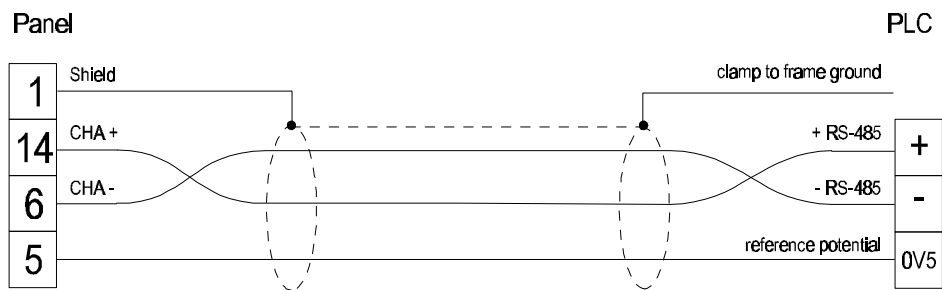 Panel PLC
1 Shield clamp to frame ground
14 CHA + + RS-485 +
6 CHA - - RS-485 -
5 reference potential 0V5